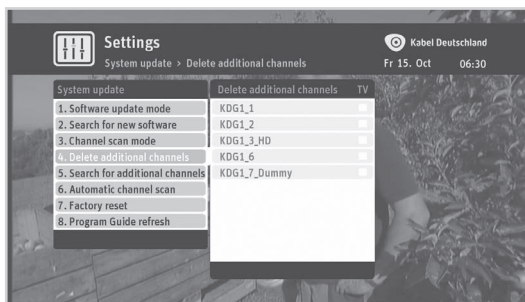 Settings
System update > Delete additional channels
Kabel Deutschland
Fr 15. Oct 06:30
System update
1. Software update mode
2. Search for new software
3. Channel scan mode
4. Delete additional channels
5. Search for additional channels
6. Automatic channel scan
7. Factory reset
8. Program Guide refresh
Delete additional channels TV
KDG1_1
KDG1_2
KDG1_3_HD
KDG1_6
KDG1_7_Dummy